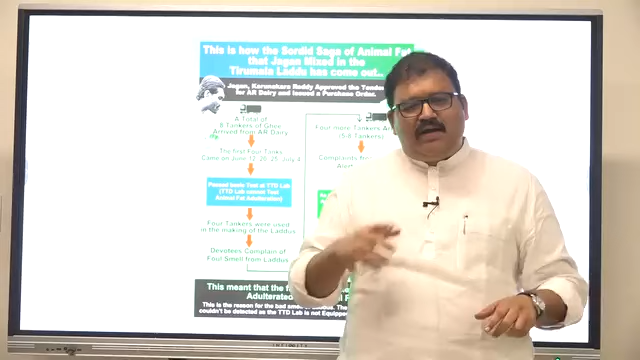 This is how the Sordid Saga of Animal Fat
that Jagan Mixed in the
Tirumala Laddus has come out..
Jagan, Karunakara Reddy Approved the Tender
for AR Dairy and Issued a Purchase Order.
A Total of
8 Tankers of Ghee
Arrived from AR Dairy
The first Four Tanks
Came on June 12, 20, 25, July 4
Passed basic Test at TTD Lab
(TTD Lab cannot Test
Animal Fat Adulteration)
Four Tankers were used
in the making of the Laddus
Devotees Complain of
Foul Smell from Laddus
Four more Tankers
(5-8 Tankers)
Complaints
Alert
This meant that the
Adulterated
This is the reason for the bad
couldn't be detected as the TTD Lab is not Equipped
INFINITY